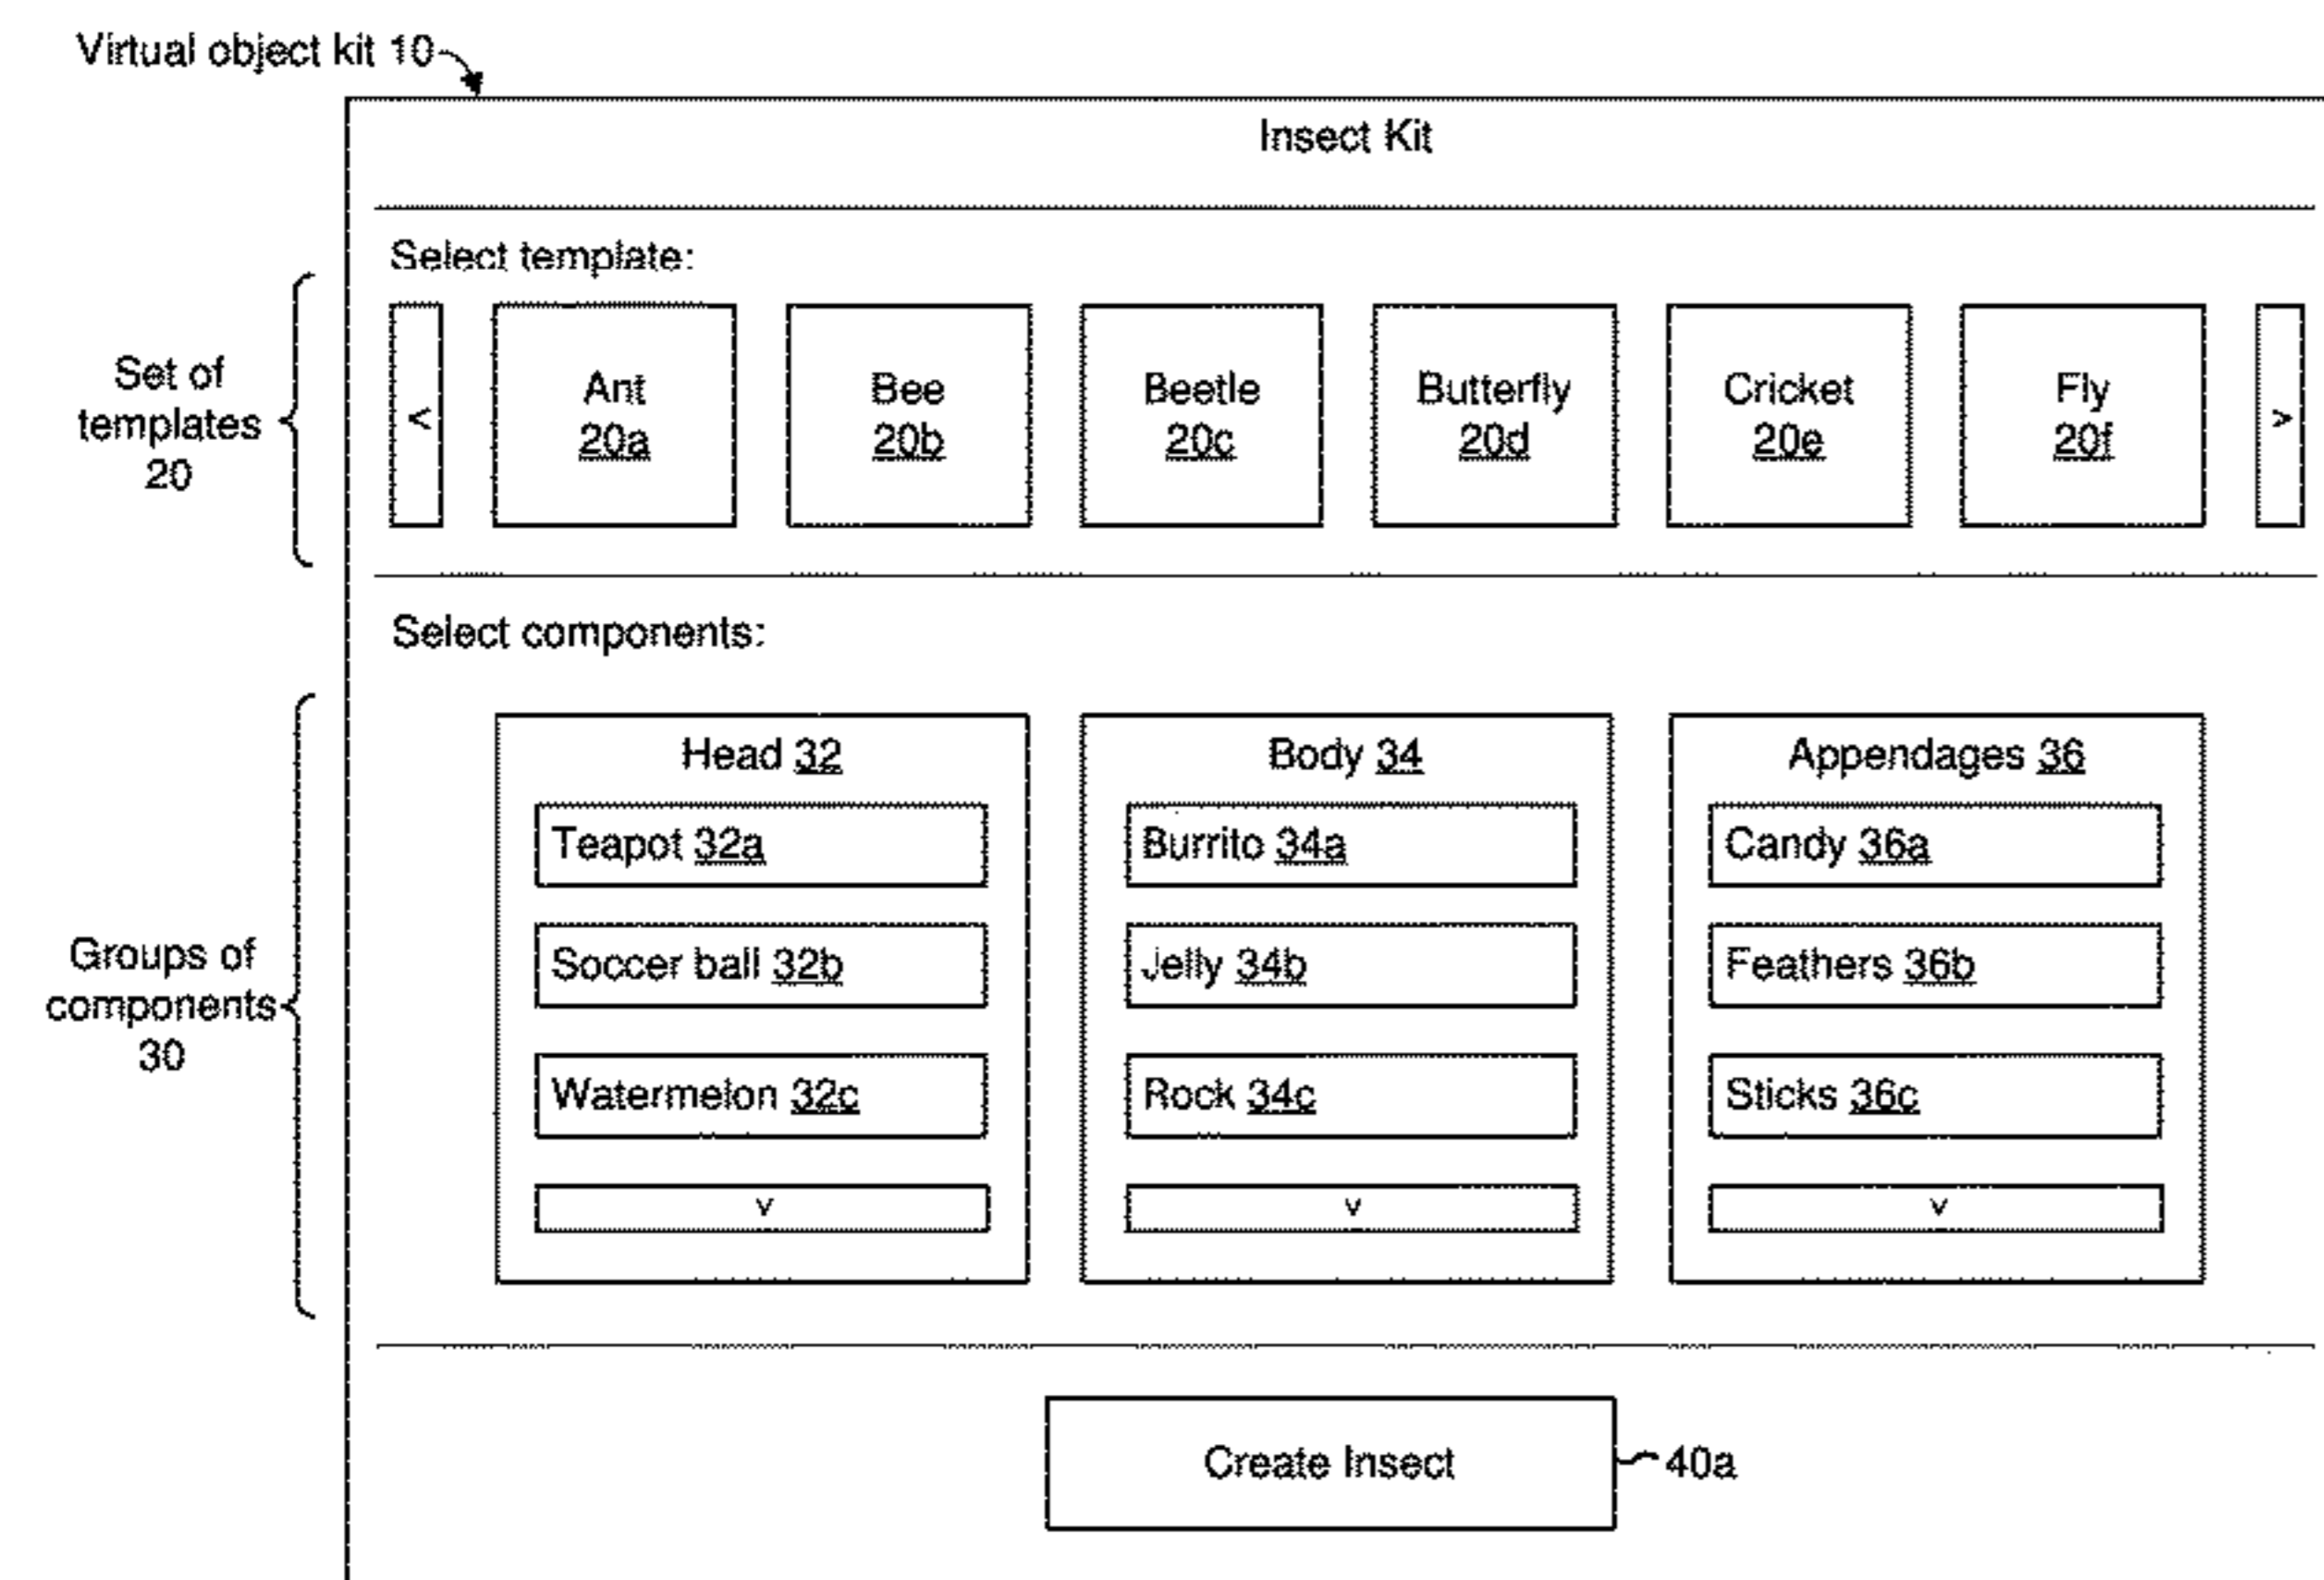 Virtual object kit 10
Insect Kit
Select template:
Set of
templates
20
<
Ant
20a
Bee
20b
Beetle
20c
Butterfly
20d
Cricket
20e
Fly
20f
>
Select components:
Groups of
components
30
Head 32
Teapot 32a
Soccer ball 32b
Watermelon 32c
v
Body 34
Burrito 34a
Jelly 34b
Rock 34c
v
Appendages 36
Candy 36a
Feathers 36b
Sticks 36c
v
Create Insect
40a